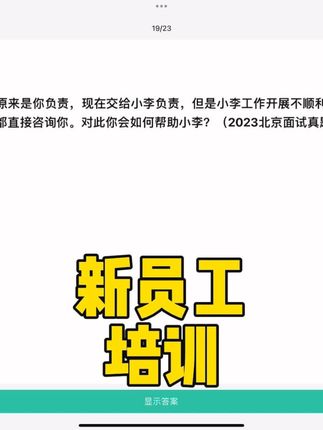 19/23
原来是你负责，现在交给小李负责，但是小李工作开展不顺利
都直接咨询你。对此你会如何帮助小李？（2023北京面试真题
新员工
培训
显示答案